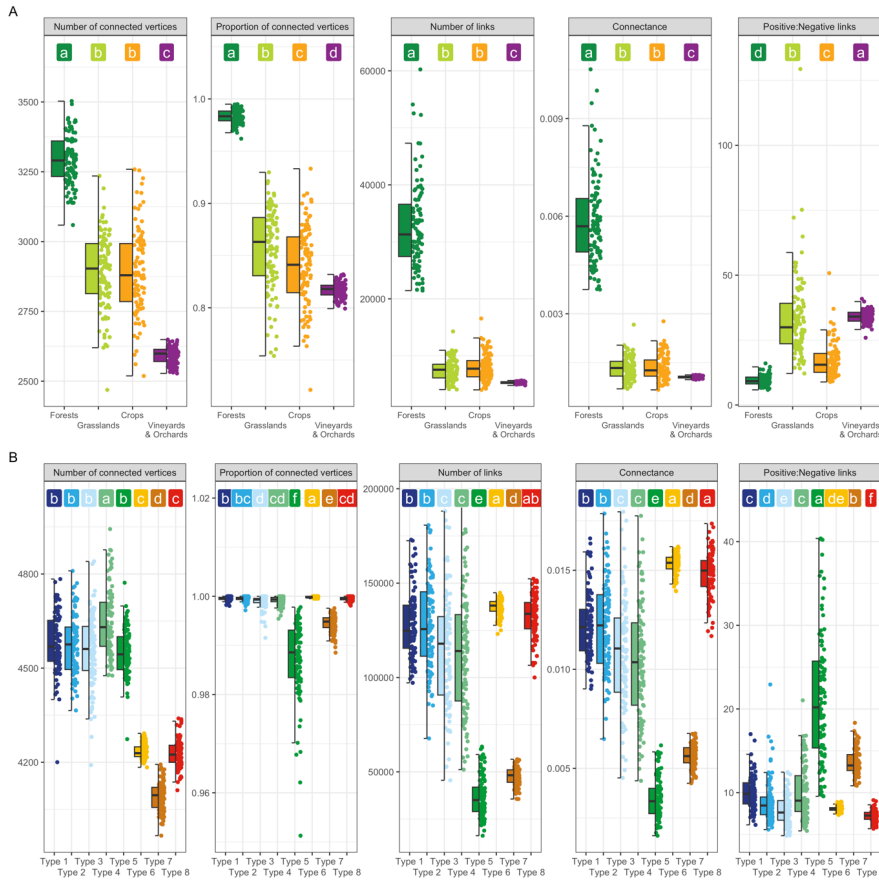 A
Number of connected vertices
Proportion of connected vertices
Number of links
Connectance
Positive:Negative links
a b b c
a b c d
a b b c
a b b c
d b c a
3500
3250
3000
2750
2500
1.0
0.9
0.8
60000
40000
20000
0.009
0.006
0.003
100
50
0
Forests
Grasslands
Crops
Vineyards
& Orchards
Forests
Grasslands
Crops
Vineyards
& Orchards
Forests
Grasslands
Crops
Vineyards
& Orchards
Forests
Grasslands
Crops
Vineyards
& Orchards
Forests
Grasslands
Crops
Vineyards
& Orchards
B
Number of connected vertices
Proportion of connected vertices
Number of links
Connectance
Positive:Negative links
b b b a b c d c
b bc d cd f a e cd
b b c c e a d ab
b b c c e a d a
c d e c a de b f
4800
4500
4200
1.02
1.00
0.98
0.96
200000
150000
100000
50000
0.015
0.010
0.005
40
30
20
10
Type 1 Type 3 Type 5 Type 7
Type 2 Type 4 Type 6 Type 8
Type 1 Type 3 Type 5 Type 7
Type 2 Type 4 Type 6 Type 8
Type 1 Type 3 Type 5 Type 7
Type 2 Type 4 Type 6 Type 8
Type 1 Type 3 Type 5 Type 7
Type 2 Type 4 Type 6 Type 8
Type 1 Type 3 Type 5 Type 7
Type 2 Type 4 Type 6 Type 8